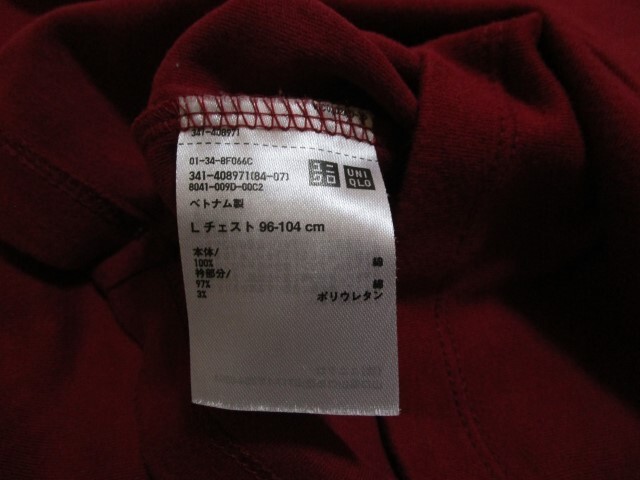 341-408971
01-34-8F066C
341-408971(84-07)
8041-009D-00C2
ユニクロ
UNIQLO
ベトナム製
L チェスト 96-104 cm
本体/
100% 綿
衿部分/
97% 綿
3% ポリウレタン